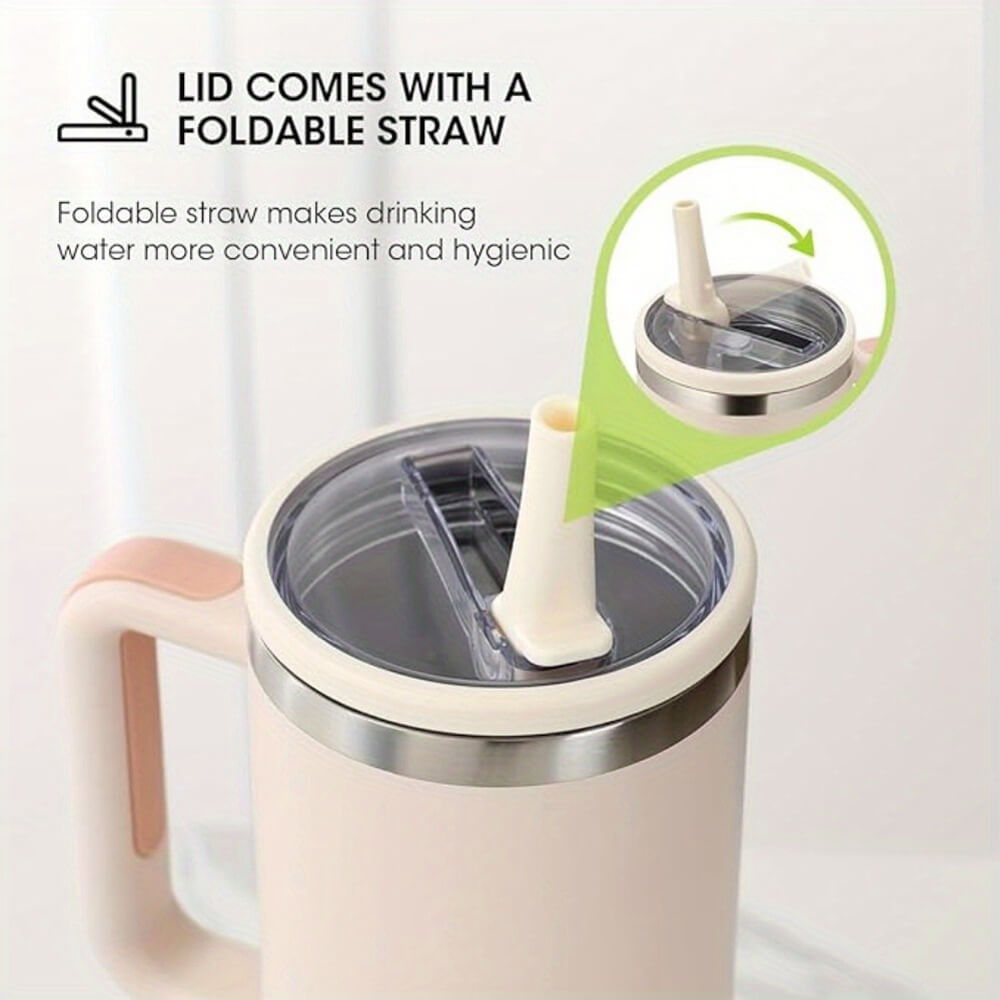 LID COMES WITH A
FOLDABLE STRAW
Foldable straw makes drinking
water more convenient and hygienic